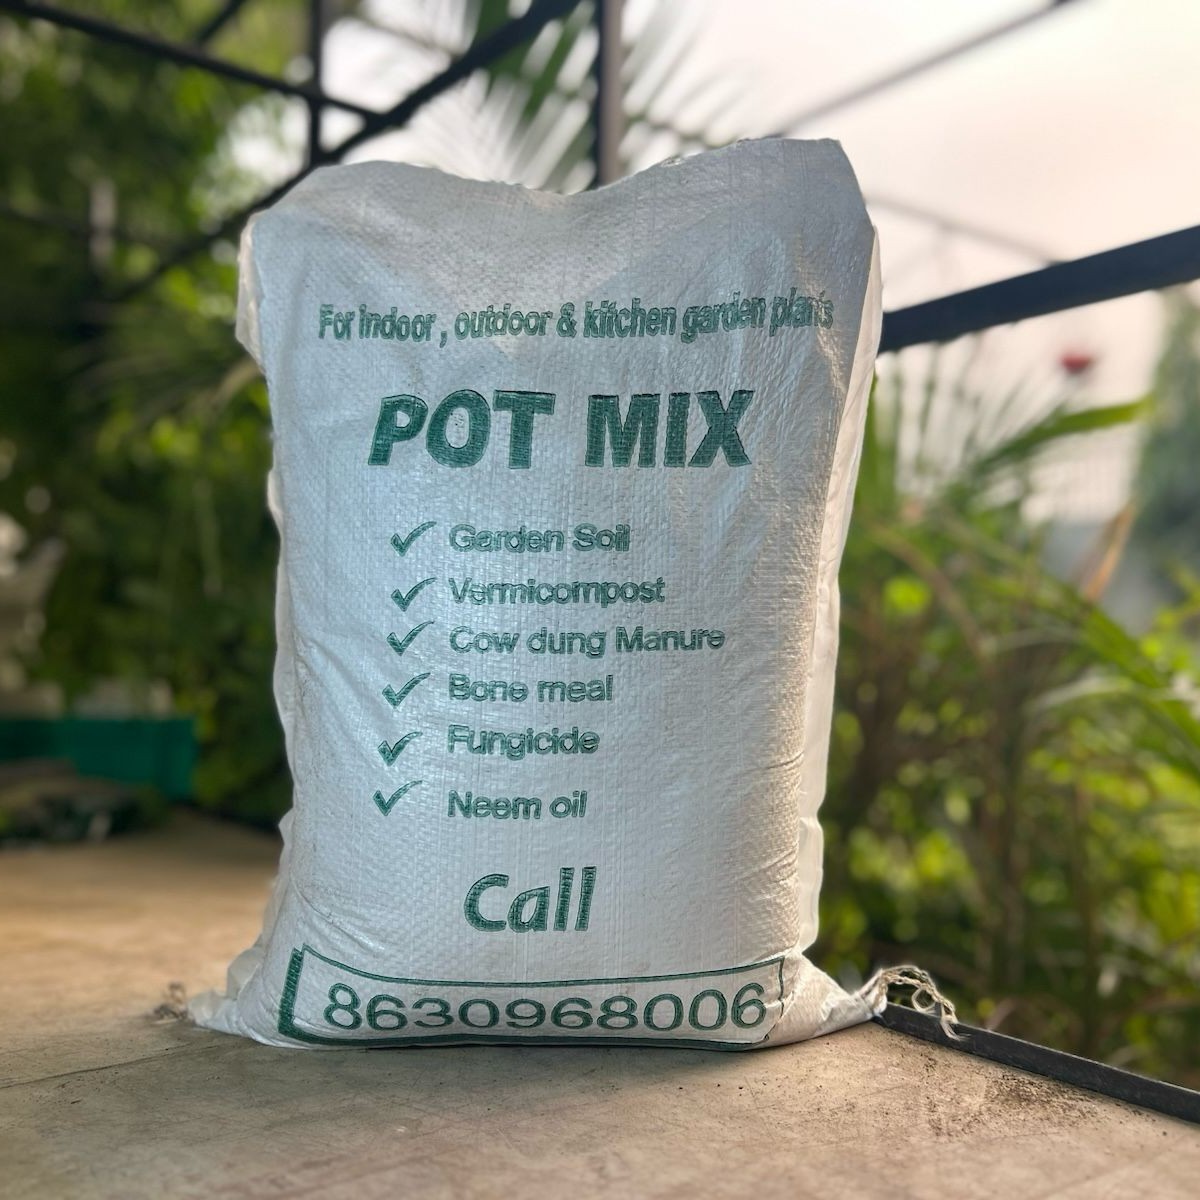 For indoor , outdoor & kitchen garden plants
POT MIX
✓ Garden Soil
✓ Vermicompost
✓ Cow dung Manure
✓ Bone meal
✓ Fungicide
✓ Neem oil
Call
8630968006